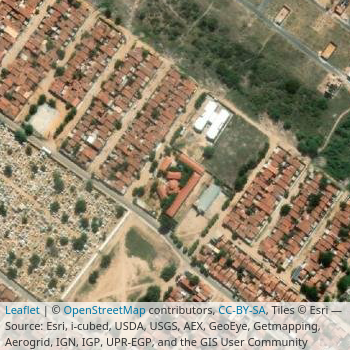 Leaflet | © OpenStreetMap contributors, CC-BY-SA, Tiles © Esri —
Source: Esri, i-cubed, USDA, USGS, AEX, GeoEye, Getmapping,
Aerogrid, IGN, IGP, UPR-EGP, and the GIS User Community